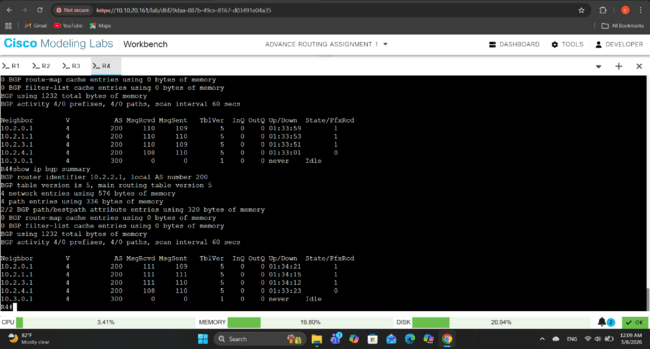 Not secure https://10.10.20.161/lab/d6f29daa-887b-49ce-8167-d03491e04a35
Gmail YouTube Maps All Bookmarks
Cisco Modeling Labs Workbench ADVANCE ROUTING ASSIGNMENT 1 DASHBOARD TOOLS DEVELOPER
R1 R2 R3 R4
0 BGP route-map cache entries using 0 bytes of memory
0 BGP filter-list cache entries using 0 bytes of memory
BGP using 1232 total bytes of memory
BGP activity 4/0 prefixes, 4/0 paths, scan interval 60 secs
Neighbor V AS MsgRcvd MsgSent TblVer InQ OutQ Up/Down State/PfxRcd
10.2.0.1 4 200 110 109 5 0 0 01:33:59 1
10.2.1.1 4 200 110 110 5 0 0 01:33:53 1
10.2.3.1 4 200 110 109 5 0 0 01:33:51 1
10.2.4.1 4 200 108 110 5 0 0 01:33:01 0
10.3.0.1 4 300 0 0 1 0 0 never Idle
R4#show ip bgp summary
BGP router identifier 10.2.2.1, local AS number 200
BGP table version is 5, main routing table version 5
4 network entries using 576 bytes of memory
4 path entries using 336 bytes of memory
2/2 BGP path/bestpath attribute entries using 320 bytes of memory
0 BGP route-map cache entries using 0 bytes of memory
0 BGP filter-list cache entries using 0 bytes of memory
BGP using 1232 total bytes of memory
BGP activity 4/0 prefixes, 4/0 paths, scan interval 60 secs
Neighbor V AS MsgRcvd MsgSent TblVer InQ OutQ Up/Down State/PfxRcd
10.2.0.1 4 200 111 109 5 0 0 01:34:21 1
10.2.1.1 4 200 111 111 5 0 0 01:34:15 1
10.2.3.1 4 200 111 110 5 0 0 01:34:12 1
10.2.4.1 4 200 108 110 5 0 0 01:33:23 0
10.3.0.1 4 300 0 0 1 0 0 never Idle
R4#
CPU 3.41% MEMORY 19.80% DISK 20.94% 2 OK
82°F
Mostly clear
Search
ENG
12:09 AM
5/8/2026